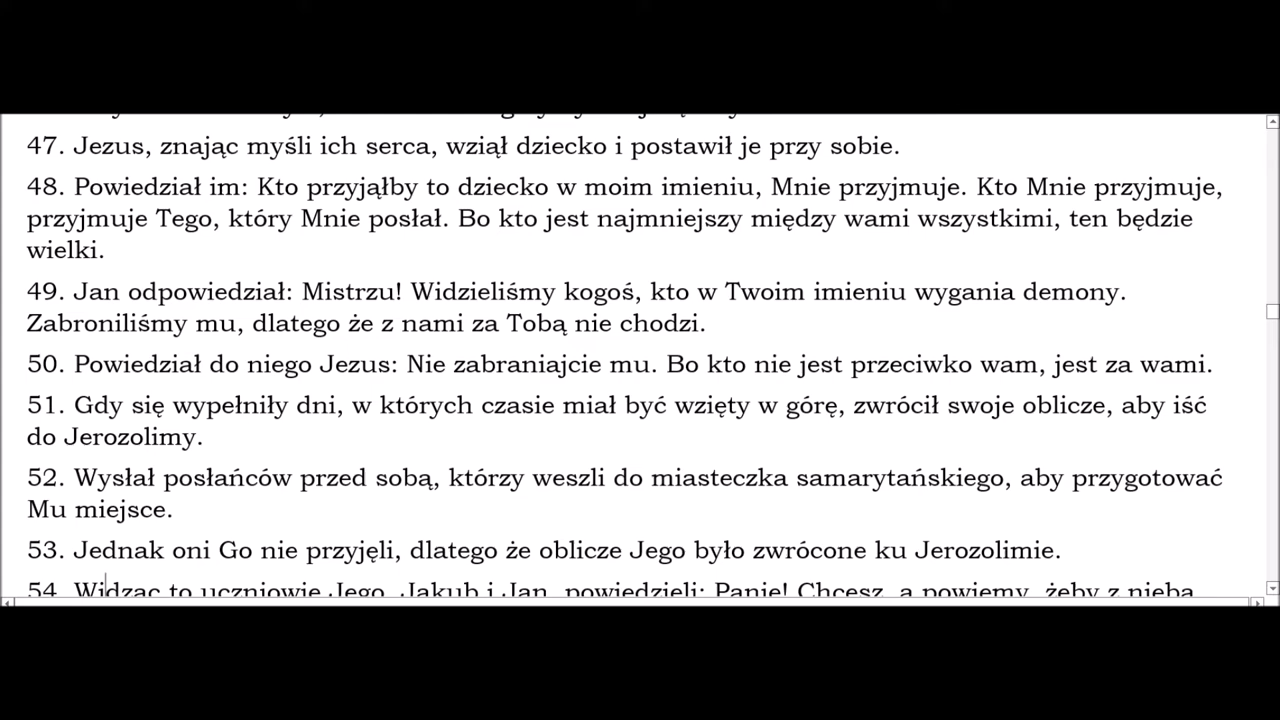 47. Jezus, znając myśli ich serca, wziął dziecko i postawił je przy sobie.
48. Powiedział im: Kto przyjąłby to dziecko w moim imieniu, Mnie przyjmuje. Kto Mnie przyjmuje,
przyjmuje Tego, który Mnie posłał. Bo kto jest najmniejszy między wami wszystkimi, ten będzie
wielki.
49. Jan odpowiedział: Mistrzu! Widzieliśmy kogoś, kto w Twoim imieniu wygania demony.
Zabroniliśmy mu, dlatego że z nami za Tobą nie chodzi.
50. Powiedział do niego Jezus: Nie zabraniajcie mu. Bo kto nie jest przeciwko wam, jest za wami.
51. Gdy się wypełniły dni, w których czasie miał być wzięty w górę, zwrócił swoje oblicze, aby iść
do Jerozolimy.
52. Wysłał posłańców przed sobą, którzy weszli do miasteczka samarytańskiego, aby przygotować
Mu miejsce.
53. Jednak oni Go nie przyjęli, dlatego że oblicze Jego było zwrócone ku Jerozolimie.
54. Widząc to uczniowie Jego, Jakub i Jan, powiedzieli: Panie! Chcesz, a powiemy, żeby z nieba